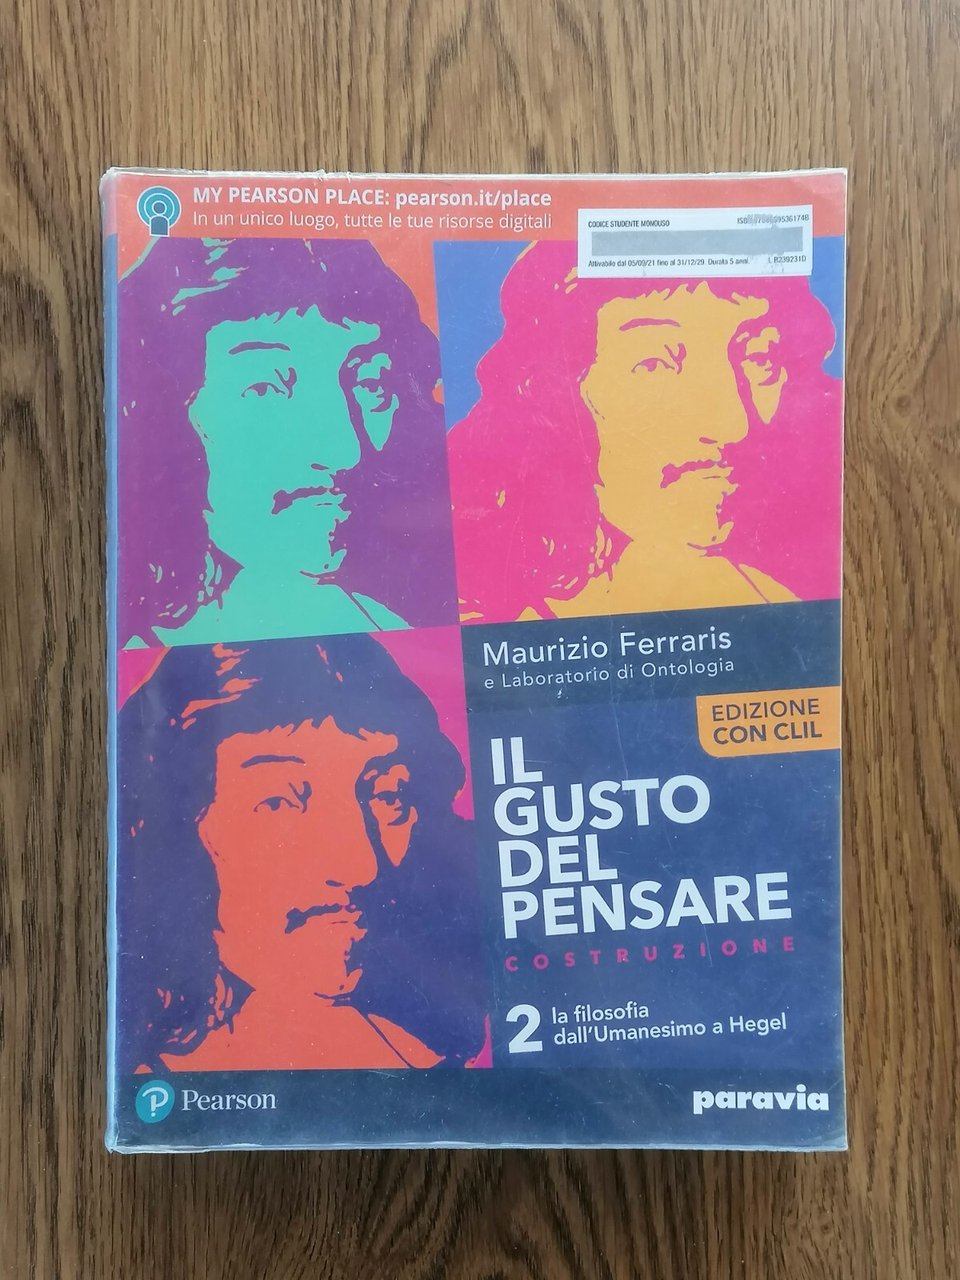 MY PEARSON PLACE: pearson.it/place
In un unico luogo, tutte le tue risorse digitali
CODICE STUDENTE MONOUSO
Attivabile dal 05/09/21 fino al 31/12/29. Durata 5 anni. L B239231D
Maurizio Ferraris
e Laboratorio di Ontologia
EDIZIONE
CON CLIL
IL
GUSTO
DEL
PENSARE
COSTRUZIONE
2 la filosofia
dall'Umanesimo a Hegel
Pearson
paravia